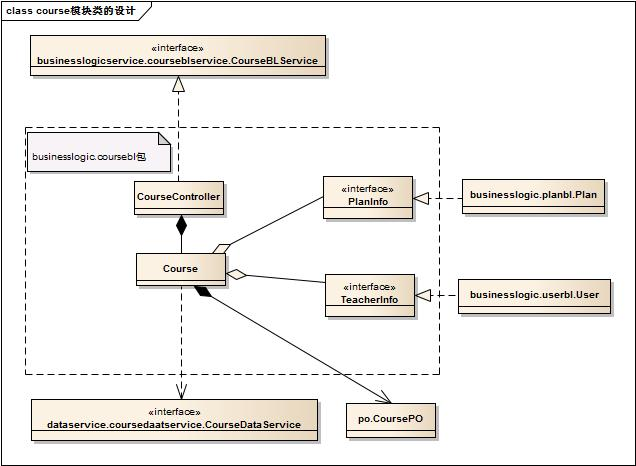 class course模块类的设计
«interface»
businesslogicservice.courseblservice.CourseBLService
businesslogic.coursebl包
CourseController
«interface»
PlanInfo
businesslogic.planbl.Plan
Course
«interface»
TeacherInfo
businesslogic.userbl.User
«interface»
dataservice.coursedaatservice.CourseDataService
po.CoursePO